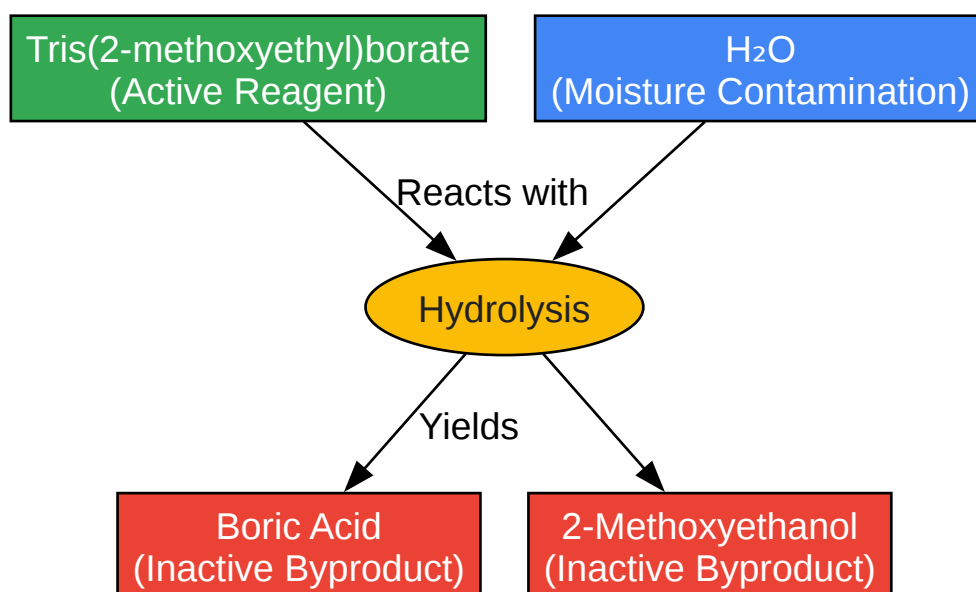 Tris(2-methoxyethyl)borate
(Active Reagent)
H₂O
(Moisture Contamination)
Reacts with
Hydrolysis
Yields
Boric Acid
(Inactive Byproduct)
2-Methoxyethanol
(Inactive Byproduct)